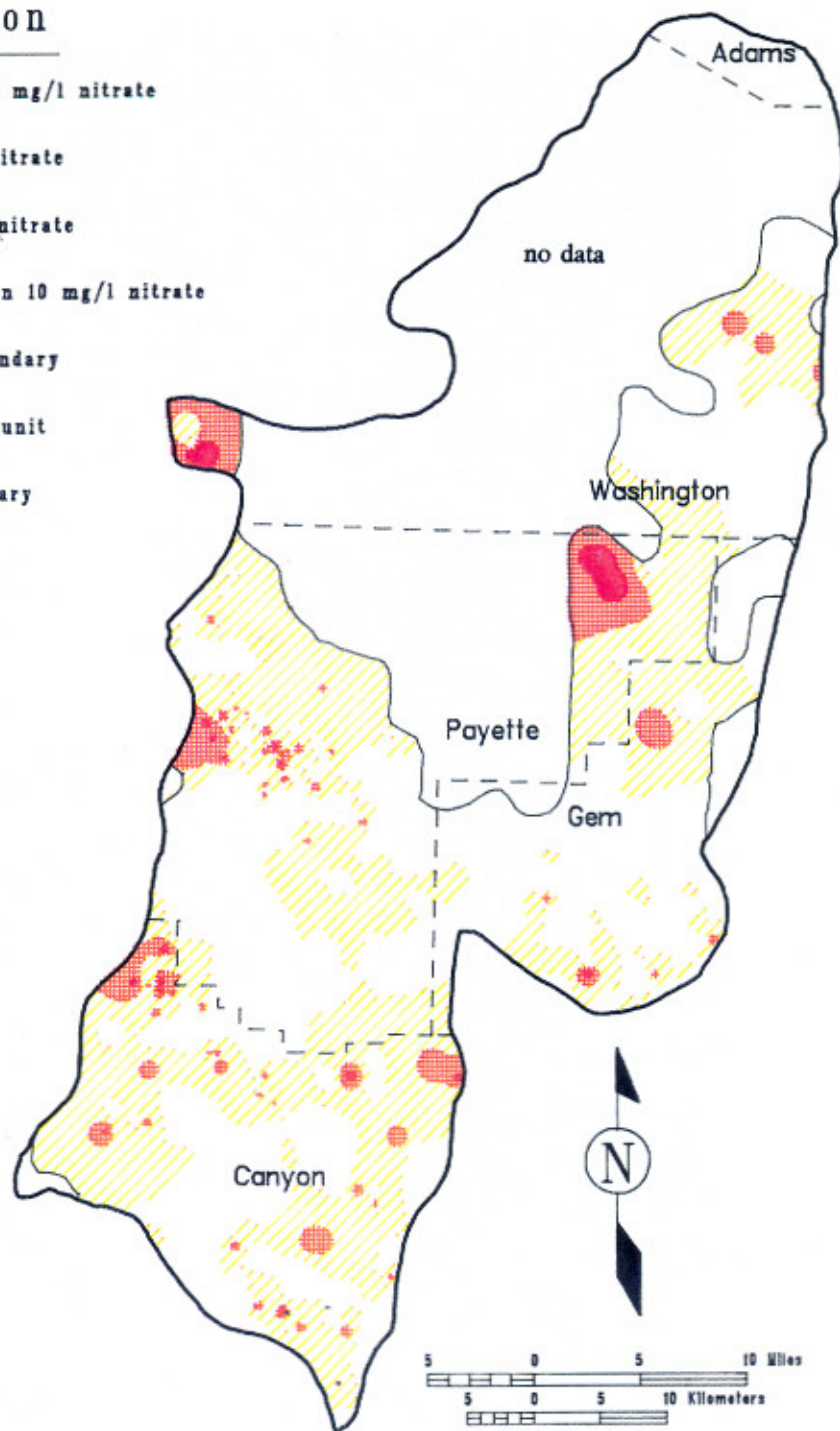 on
mg/l nitrate
itrate
nitrate
n 10 mg/l nitrate
ndary
unit
ary
Adams
no data
Washington
Payette
Gem
Canyon
N
5 0 5 10 Miles
5 0 5 10 Kilometers